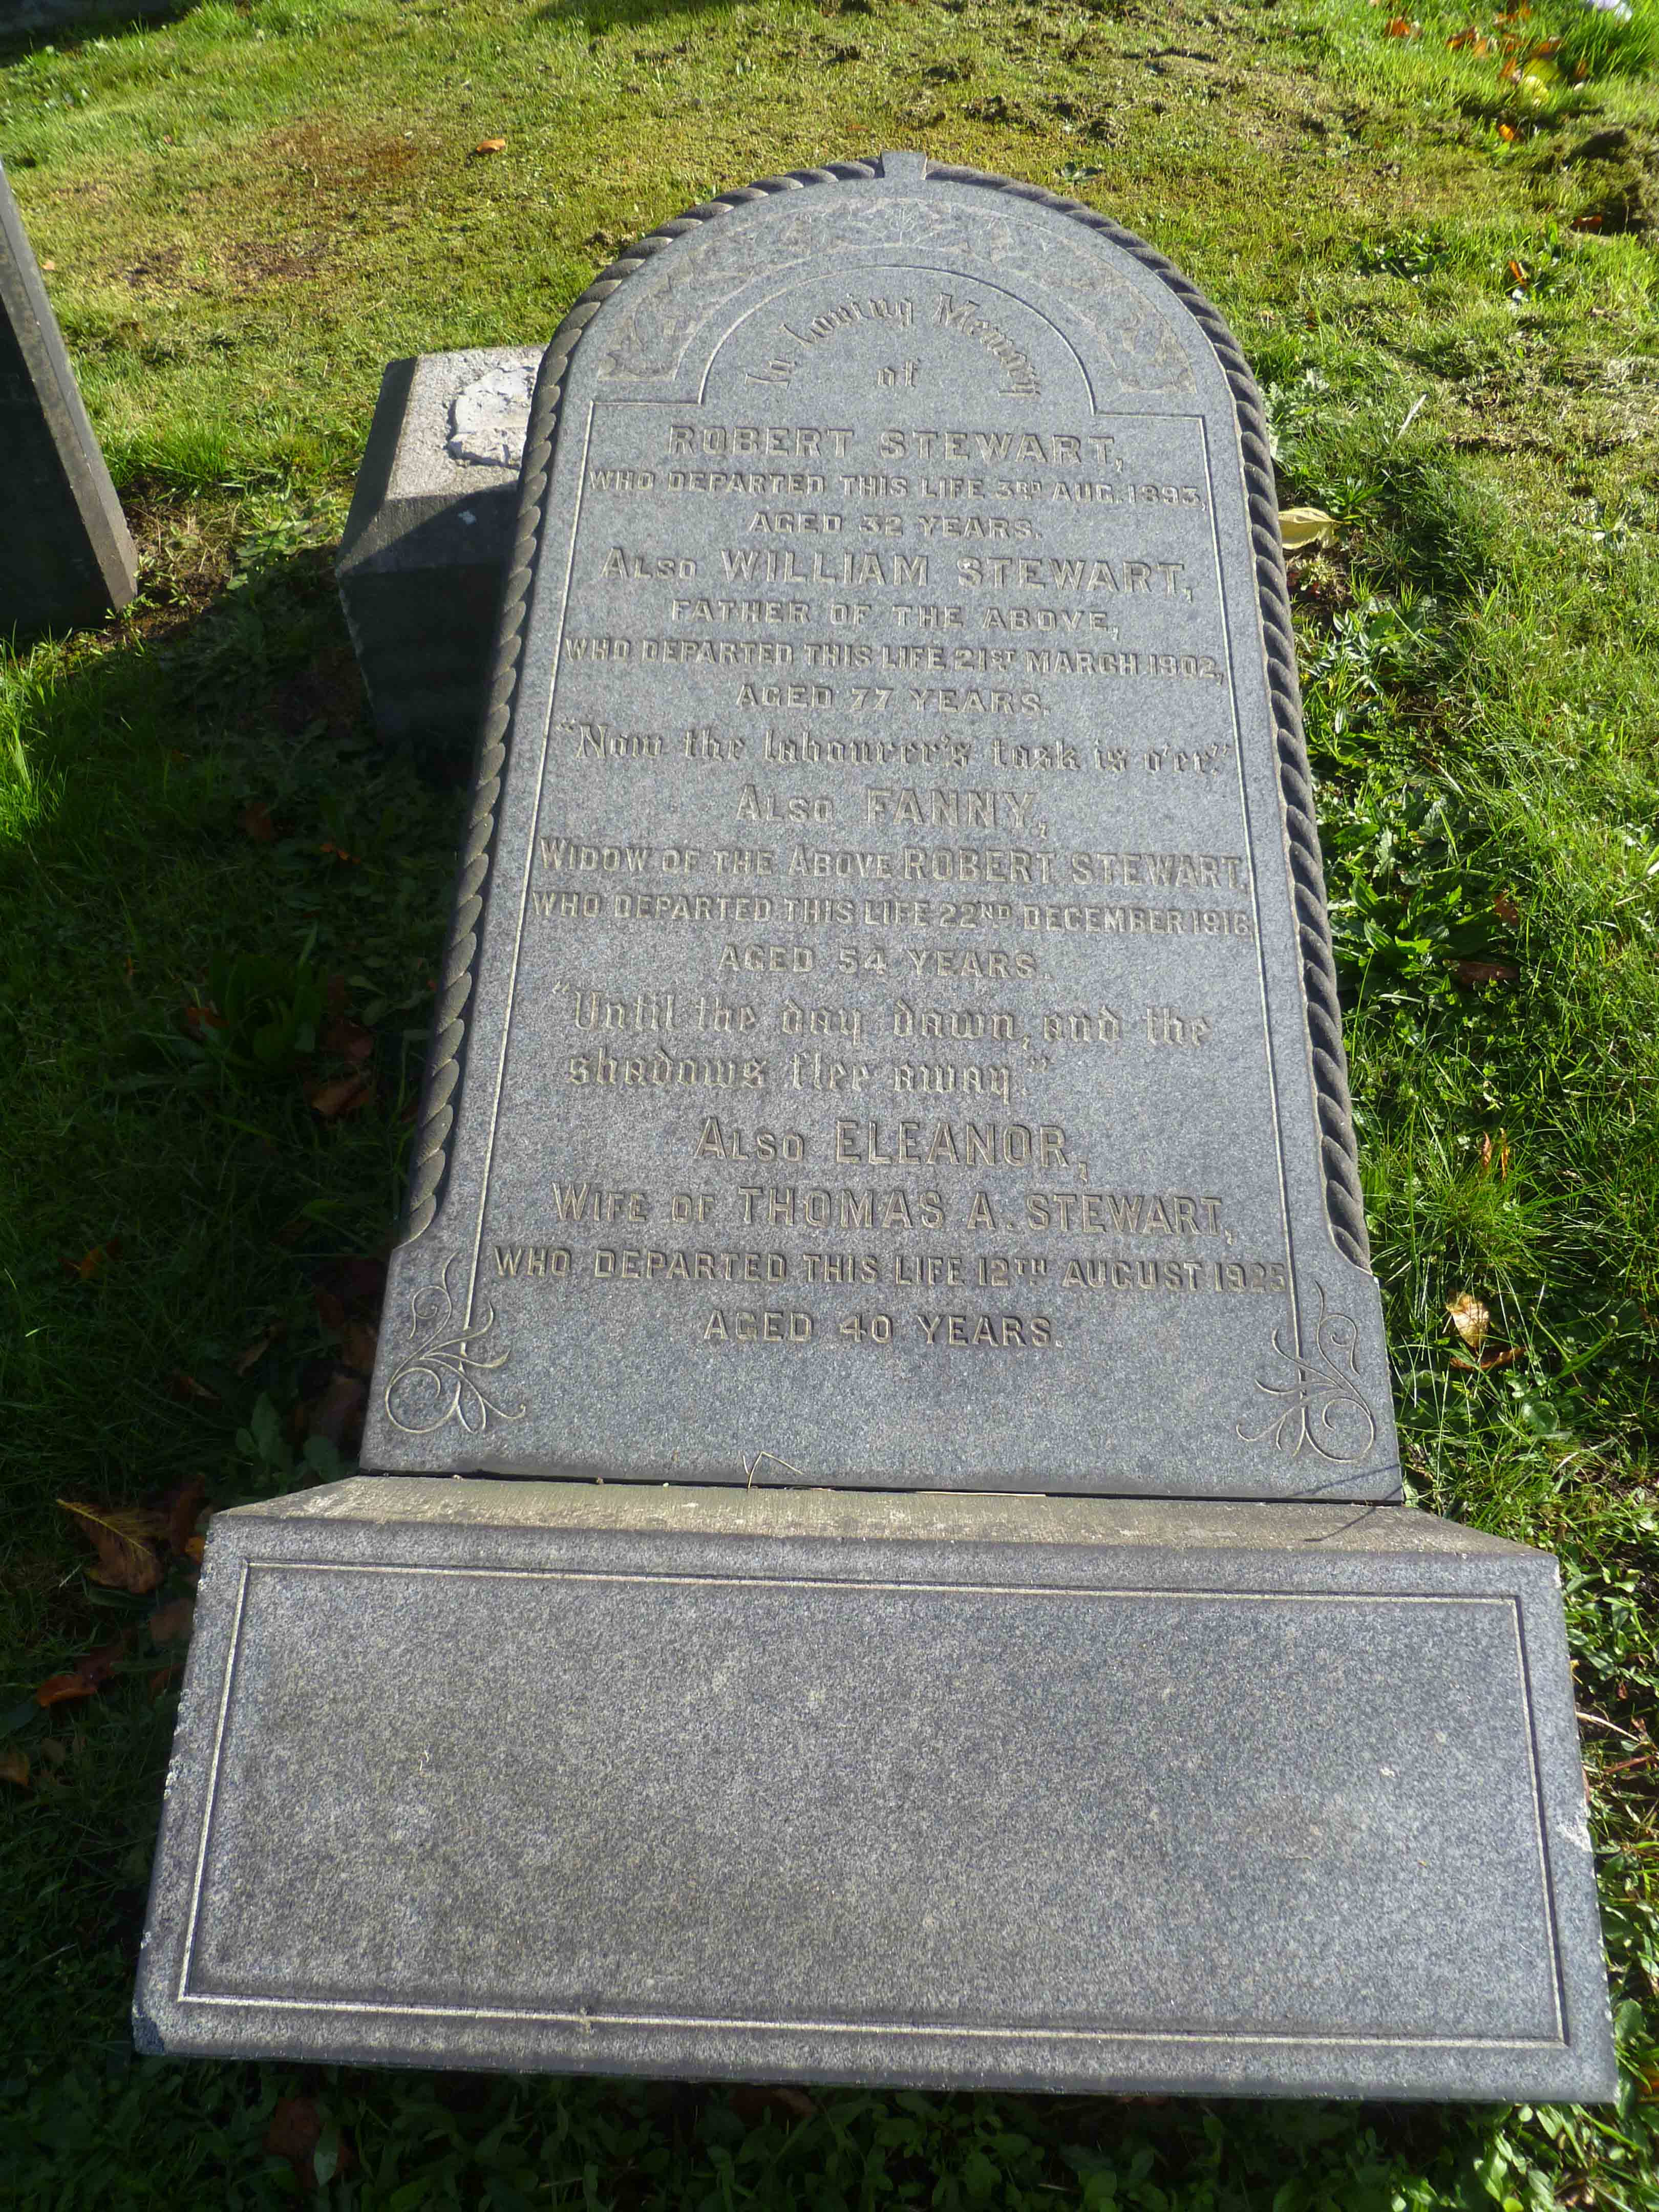 In Loving Memory
of
ROBERT STEWART,
WHO DEPARTED THIS LIFE 3RD AUG. 1893,
AGED 32 YEARS.
ALSO WILLIAM STEWART,
FATHER OF THE ABOVE,
WHO DEPARTED THIS LIFE 21ST MARCH 1902,
AGED 77 YEARS.
"Now the labourer's task is o'er."
ALSO FANNY,
WIDOW OF THE ABOVE ROBERT STEWART,
WHO DEPARTED THIS LIFE 22ND DECEMBER 1916,
AGED 54 YEARS.
"Until the day dawn, and the
shadows flee away."
ALSO ELEANOR,
WIFE OF THOMAS A. STEWART,
WHO DEPARTED THIS LIFE 12TH AUGUST 1925
AGED 40 YEARS.